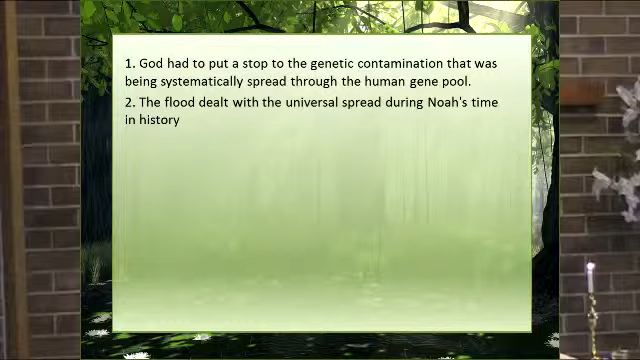 1. God had to put a stop to the genetic contamination that was
being systematically spread through the human gene pool.
2. The flood dealt with the universal spread during Noah's time
in history